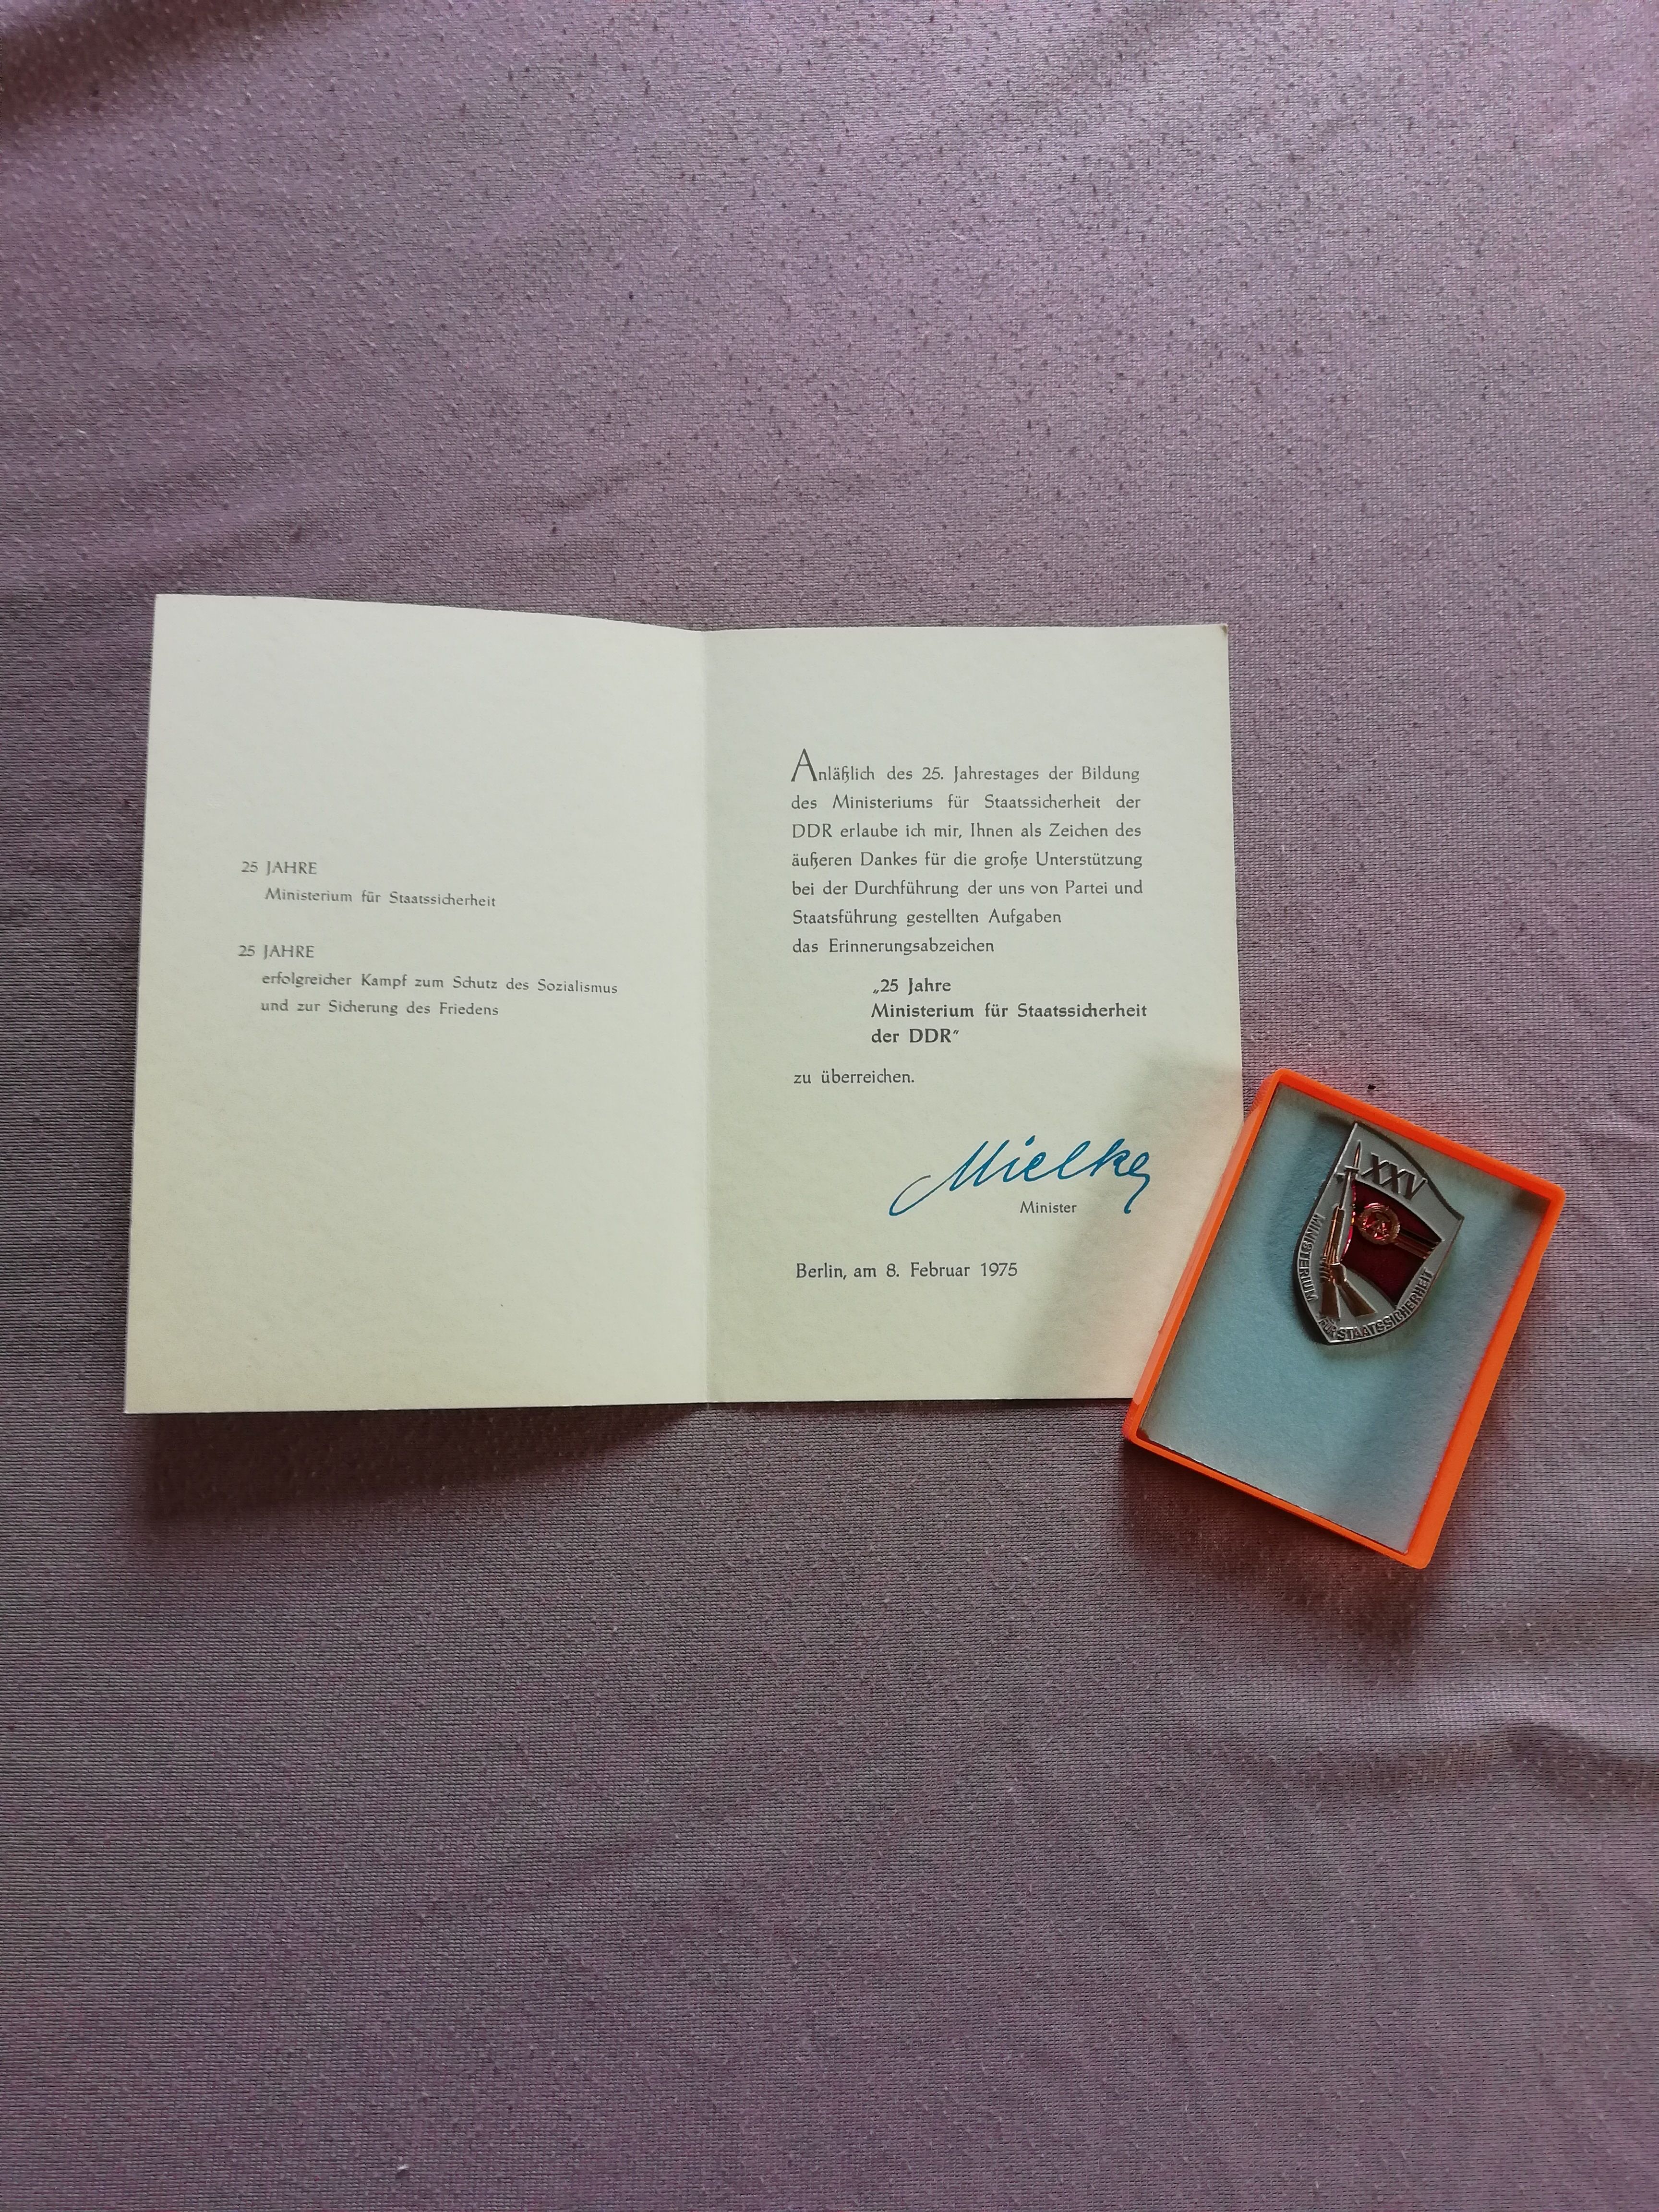 25 JAHRE
Ministerium für Staatssicherheit
25 JAHRE
erfolgreicher Kampf zum Schutz des Sozialismus
und zur Sicherung des Friedens
Anläßlich des 25. Jahrestages der Bildung
des Ministeriums für Staatssicherheit der
DDR erlaube ich mir, Ihnen als Zeichen des
äußeren Dankes für die große Unterstützung
bei der Durchführung der uns von Partei und
Staatsführung gestellten Aufgaben
das Erinnerungsabzeichen
„25 Jahre
Ministerium für Staatssicherheit
der DDR“
zu überreichen.
Mielke
Minister
Berlin, am 8. Februar 1975
XXV
MINISTERIUM FÜR STAATSSICHERHEIT